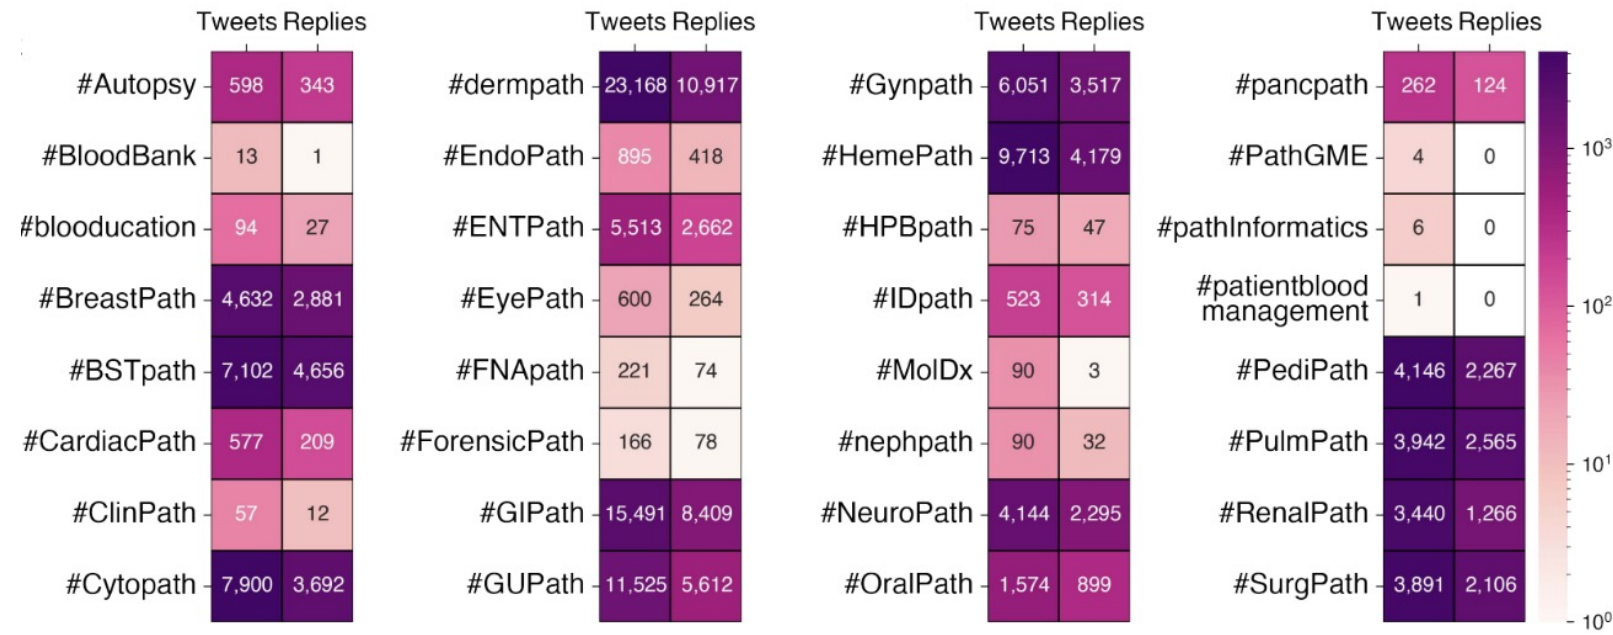 Tweets Replies Tweets Replies Tweets Replies Tweets Replies
#Autopsy 598 343 #dermpath 23,168 10,917 #Gynpath 6,051 3,517 #pancpath 262 124
#BloodBank 13 1 #EndoPath 895 418 #HemePath 9,713 4,179 #PathGME 4 0
10³
#blooducation 94 27 #ENTPath 5,513 2,662 #HPBpath 75 47 #pathInformatics 6 0
#BreastPath 4,632 2,881 #EyePath 600 264 #IDpath 523 314 #patientblood
management 1 0
10²
#BSTpath 7,102 4,656 #FNApath 221 74 #MolDx 90 3 #PediPath 4,146 2,267
#CardiacPath 577 209 #ForensicPath 166 78 #nephpath 90 32 #PulmPath 3,942 2,565
10¹
#ClinPath 57 12 #GIPath 15,491 8,409 #NeuroPath 4,144 2,295 #RenalPath 3,440 1,266
#Cytopath 7,900 3,692 #GUPath 11,525 5,612 #OralPath 1,574 899 #SurgPath 3,891 2,106
10⁰